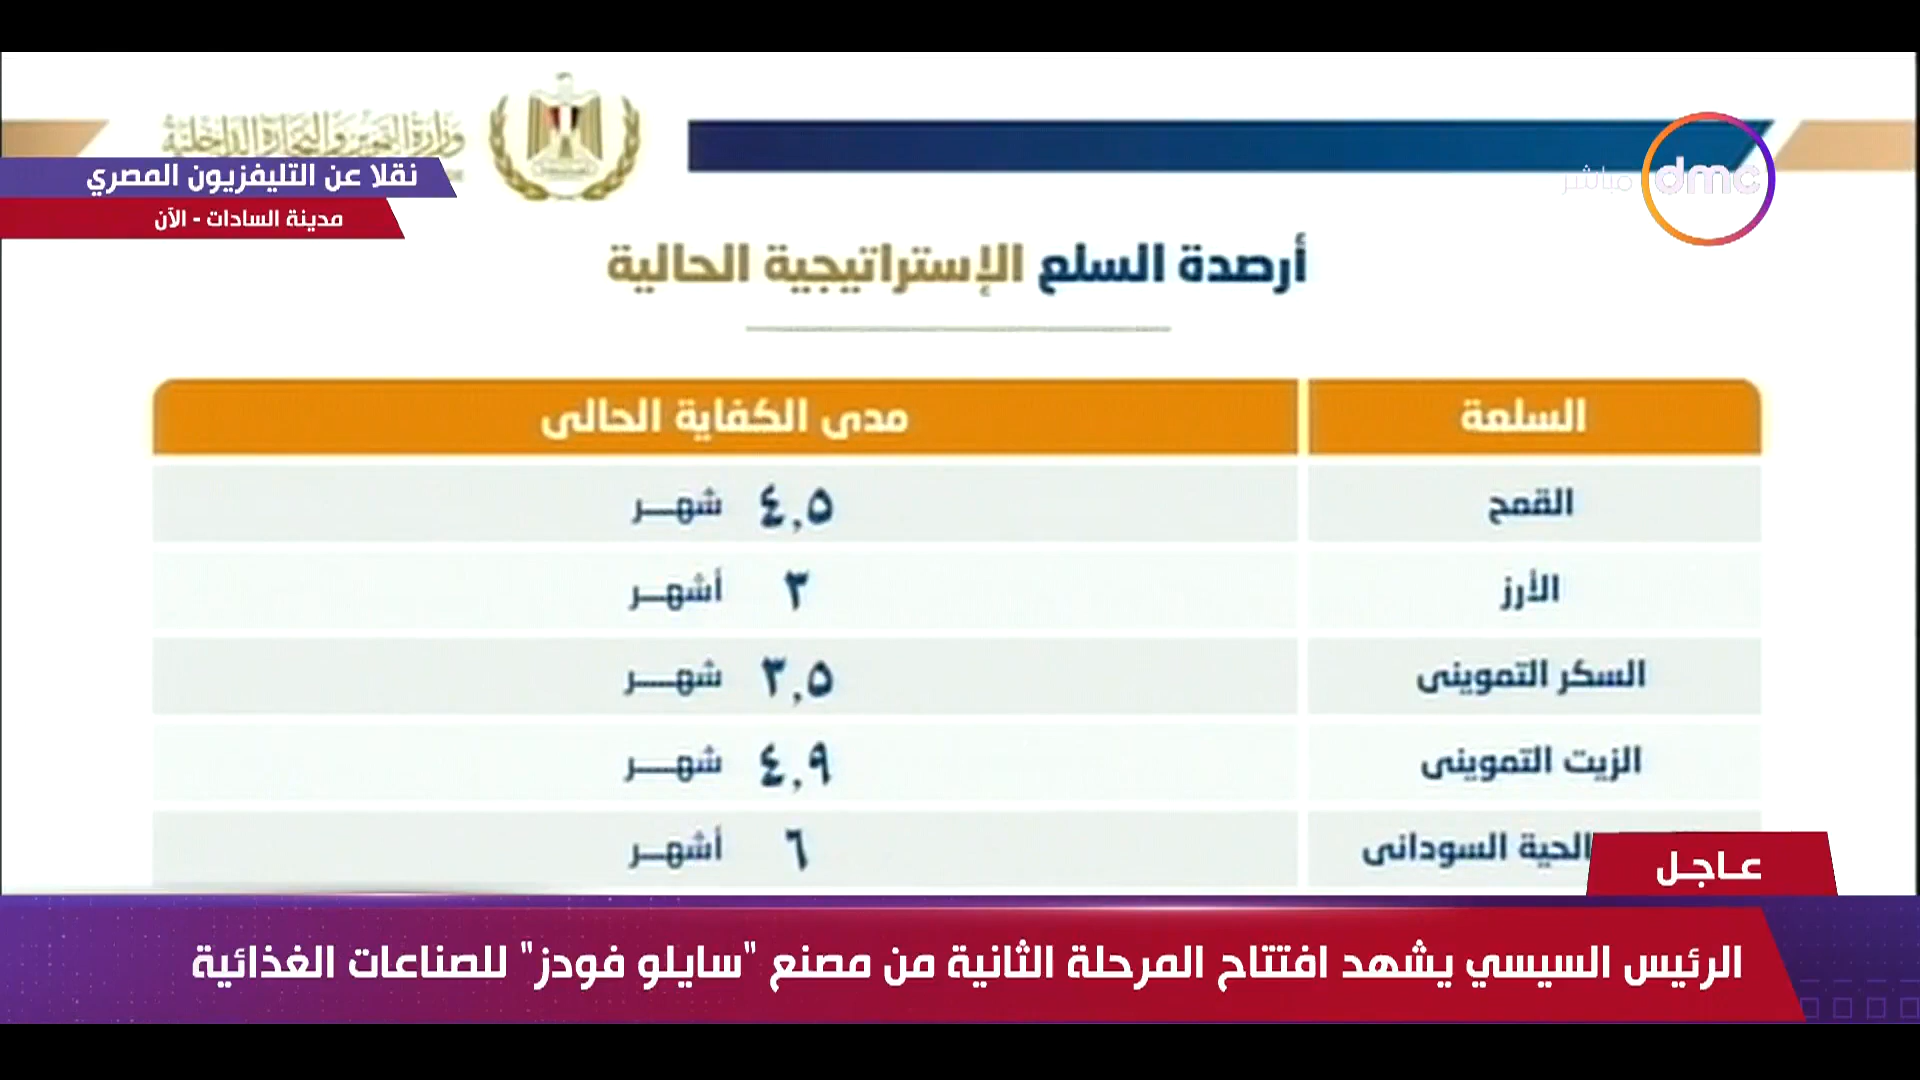 وزارة التموين والتجارة الداخلية
نقلا عن التليفزيون المصري
مدينة السادات - الآن
مباشر dmc
أرصدة السلع الإستراتيجية الحالية
السلعة مدى الكفاية الحالى
القمح ٤,٥ شهر
الأرز ٣ أشهر
السكر التموينى ٣,٥ شهر
الزيت التموينى ٤,٩ شهر
الحية السودانى ٦ أشهر
عاجل
الرئيس السيسي يشهد افتتاح المرحلة الثانية من مصنع "سايلو فودز" للصناعات الغذائية